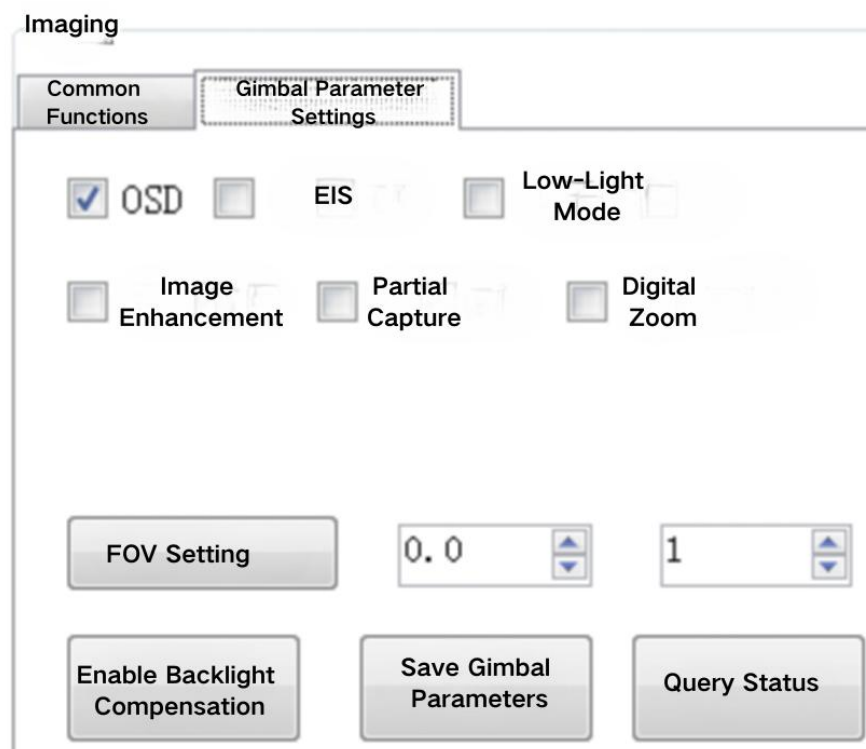 Imaging
Common
Functions
Gimbal Parameter
Settings
OSD
EIS
Low-Light
Mode
Image
Enhancement
Partial
Capture
Digital
Zoom
FOV Setting
0.0
1
Enable Backlight
Compensation
Save Gimbal
Parameters
Query Status